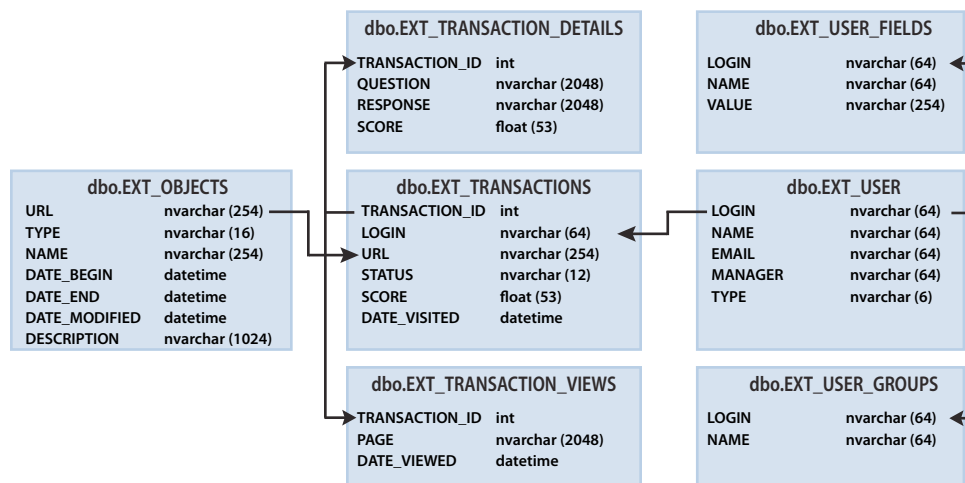 dbo.EXT_TRANSACTION_DETAILS
TRANSACTION_ID int
QUESTION nvarchar (2048)
RESPONSE nvarchar (2048)
SCORE float (53)
dbo.EXT_USER_FIELDS
LOGIN nvarchar (64)
NAME nvarchar (64)
VALUE nvarchar (254)
dbo.EXT_OBJECTS
URL nvarchar (254)
TYPE nvarchar (16)
NAME nvarchar (254)
DATE_BEGIN datetime
DATE_END datetime
DATE_MODIFIED datetime
DESCRIPTION nvarchar (1024)
dbo.EXT_TRANSACTIONS
TRANSACTION_ID int
LOGIN nvarchar (64)
URL nvarchar (254)
STATUS nvarchar (12)
SCORE float (53)
DATE_VISITED datetime
dbo.EXT_USER
LOGIN nvarchar (64)
NAME nvarchar (64)
EMAIL nvarchar (64)
MANAGER nvarchar (64)
TYPE nvarchar (6)
dbo.EXT_TRANSACTION_VIEWS
TRANSACTION_ID int
PAGE nvarchar (2048)
DATE_VIEWED datetime
dbo.EXT_USER_GROUPS
LOGIN nvarchar (64)
NAME nvarchar (64)